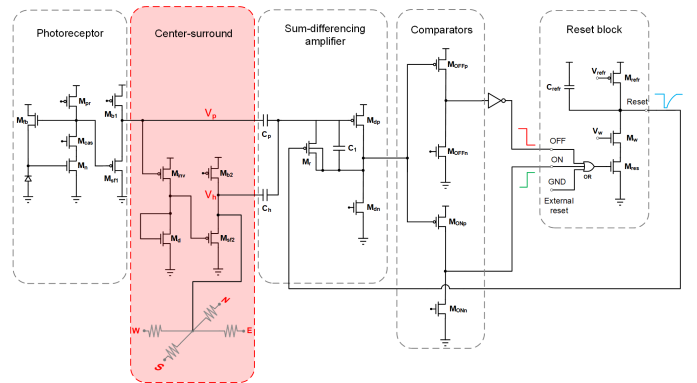 Photoreceptor
Center-surround
Sum-differencing
amplifier
Comparators
Reset block
Mpr
Mfb
Mcas
Mn
Mb1
Msf1
Vp
Vh
Minv
Mb2
Md
Msf2
N
W
E
S
Cp
Ch
Mr
C1
Mdp
Mdn
MOFFp
MOFFn
MONp
MONn
Vrefr
Mrefr
Crefr
Reset
Vw
Mw
OFF
ON
OR
Mres
GND
External
reset